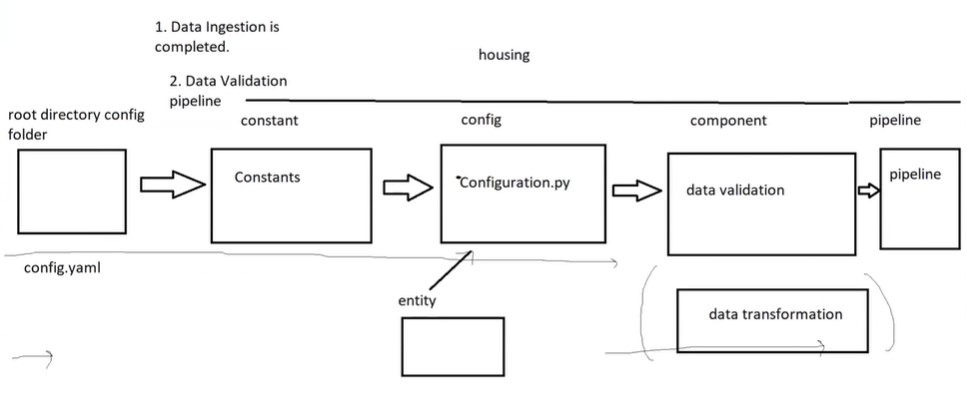 1. Data Ingestion is
completed.
housing
2. Data Validation
pipeline
root directory config
folder
constant
config
component
pipeline
Constants
Configuration.py
data validation
pipeline
config.yaml
entity
data transformation